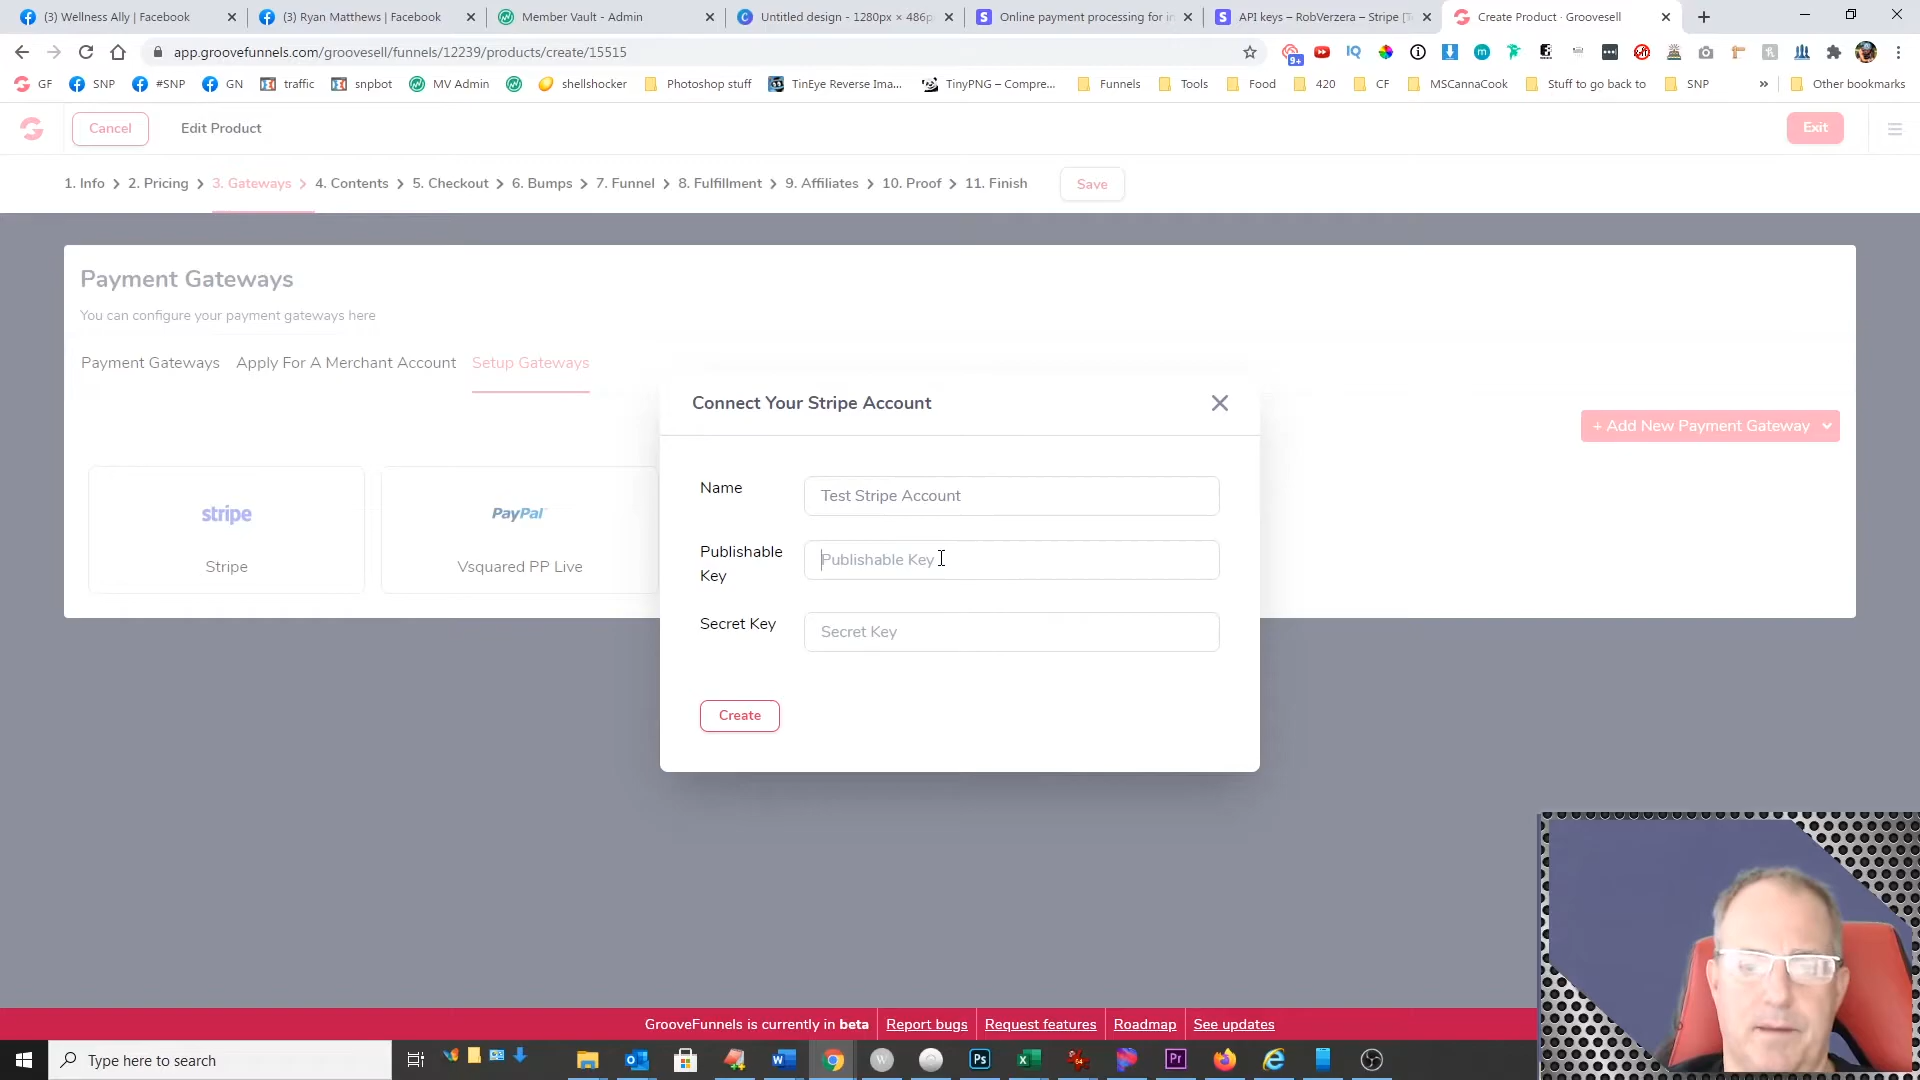 (3) Wellness Ally | Facebook
(3) Ryan Matthews | Facebook
Member Vault - Admin
Untitled design - 1280px × 486p
Online payment processing for in
API keys – RobVerzera – Stripe [T
Create Product · Groovesell
app.groovefunnels.com/groovesell/funnels/12239/products/create/15515
9+
GF
SNP
#SNP
GN
traffic
snpbot
MV Admin
shellshocker
Photoshop stuff
TinEye Reverse Ima...
TinyPNG – Compre...
Funnels
Tools
Food
420
CF
MSCannaCook
Stuff to go back to
SNP
»
Other bookmarks
Cancel
Edit Product
Exit
1. Info
2. Pricing
3. Gateways
4. Contents
5. Checkout
6. Bumps
7. Funnel
8. Fulfillment
9. Affiliates
10. Proof
11. Finish
Save
Payment Gateways
You can configure your payment gateways here
Payment Gateways
Apply For A Merchant Account
Setup Gateways
+ Add New Payment Gateway
stripe
Stripe
PayPal
Vsquared PP Live
Connect Your Stripe Account
Name
Test Stripe Account
Publishable
Key
Publishable Key
Secret Key
Secret Key
Create
GrooveFunnels is currently in beta
Report bugs
Request features
Roadmap
See updates
Type here to search